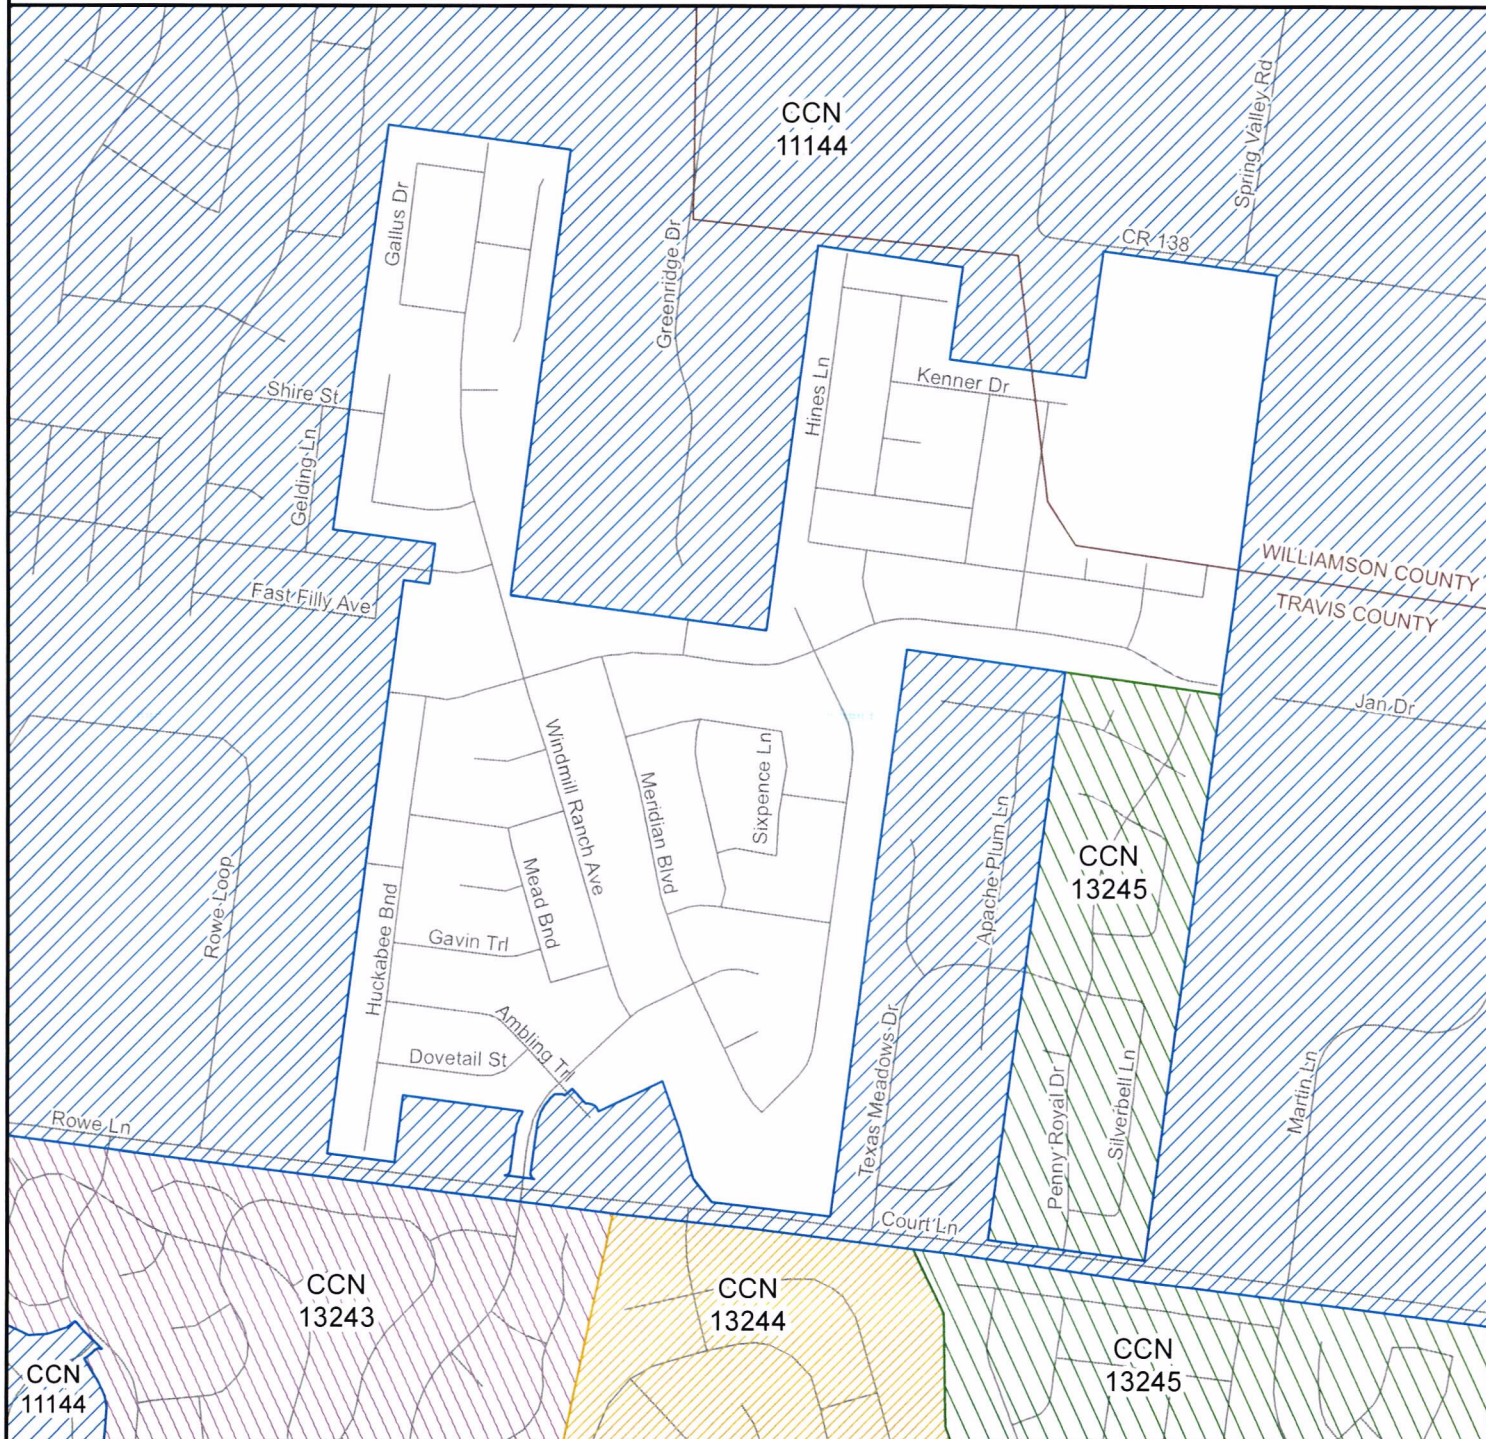 CCN
11144
Spring Valley Rd
Gallus Dr
Greenridge Dr
CR 138
Hines Ln
Kenner Dr
Shire St
Gelding Ln
Fast Filly Ave
WILLIAMSON COUNTY
TRAVIS COUNTY
Jan Dr
Windmill Ranch Ave
Meridian Blvd
Sixpence Ln
Apache Plum Ln
CCN
13245
Rowe Loop
Huckabee Bnd
Mead Bnd
Gavin Trl
Ambling Trl
Dovetail St
Texas Meadows Dr
Penny Royal Dr
Silverbell Ln
Martin Ln
Rowe Ln
Court Ln
CCN
13243
CCN
13244
CCN
13245
CCN
11144